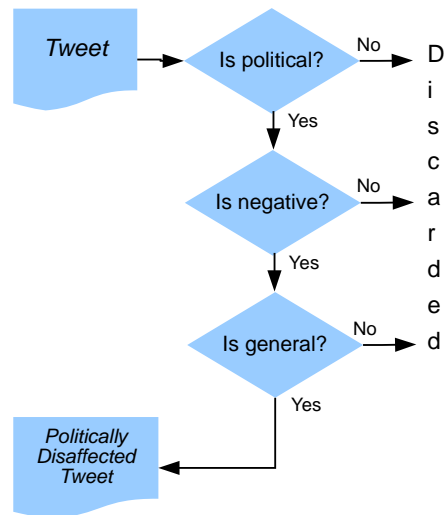 Tweet
Is political?
No
Yes
Is negative?
No
Yes
Is general?
No
Yes
Politically
Disaffected
Tweet
D
i
s
c
a
r
d
e
d